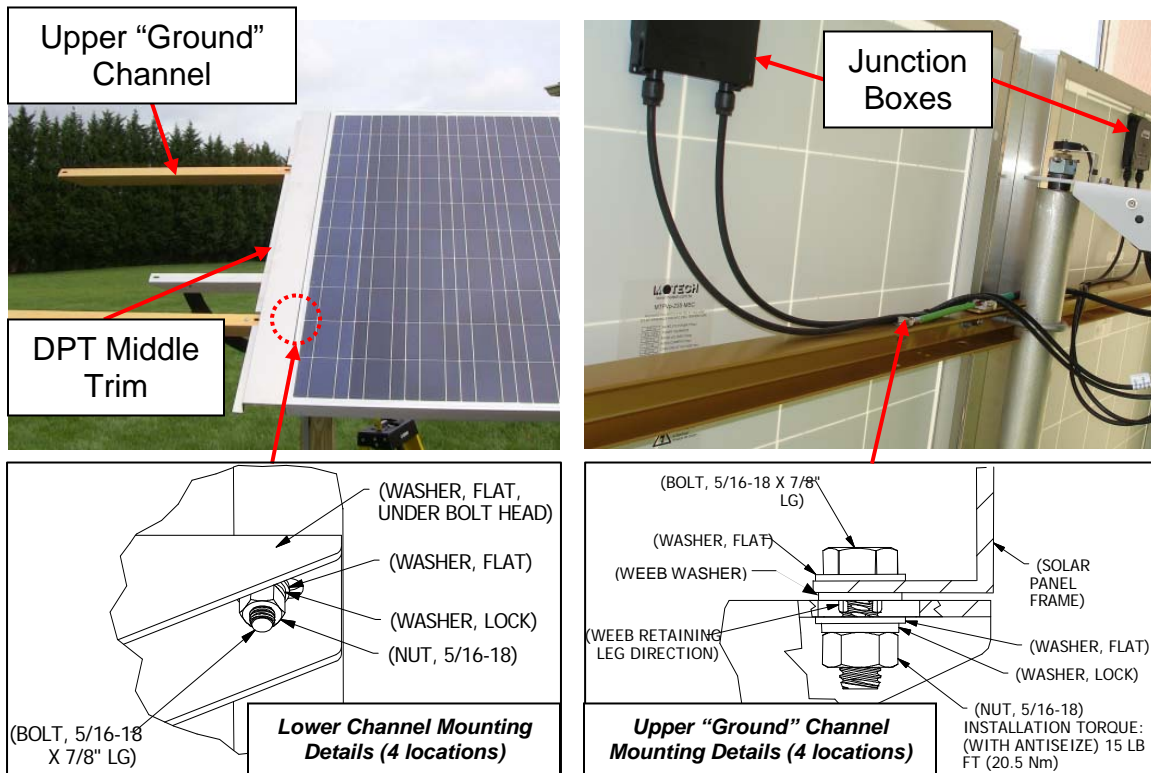 Upper “Ground”
Channel
DPT Middle
Trim
Junction
Boxes
MOTECH
(WASHER, FLAT,
UNDER BOLT HEAD)
(WASHER, FLAT)
(WASHER, LOCK)
(NUT, 5/16-18)
(BOLT, 5/16-18
X 7/8" LG)
Lower Channel Mounting
Details (4 locations)
(BOLT, 5/16-18 X 7/8"
LG)
(WASHER, FLAT)
(WEEB WASHER)
(SOLAR
PANEL
FRAME)
(WEEB RETAINING
LEG DIRECTION)
(WASHER, FLAT)
(WASHER, LOCK)
(NUT, 5/16-18)
INSTALLATION TORQUE:
(WITH ANTISEIZE) 15 LB
FT (20.5 Nm)
Upper “Ground” Channel
Mounting Details (4 locations)